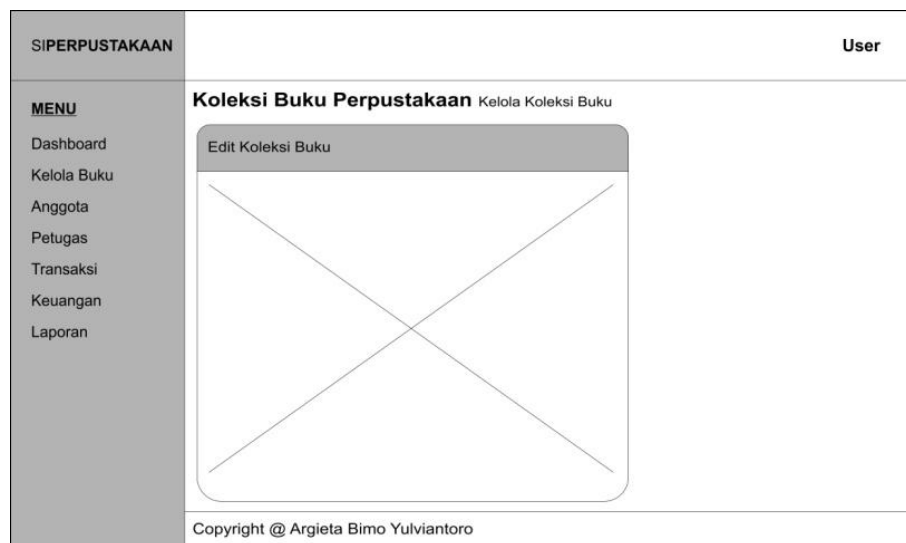 SIPERPUSTAKAAN
User
MENU
Dashboard
Kelola Buku
Anggota
Petugas
Transaksi
Keuangan
Laporan
Koleksi Buku Perpustakaan Kelola Koleksi Buku
Edit Koleksi Buku
Copyright @ Argieta Bimo Yulviantoro